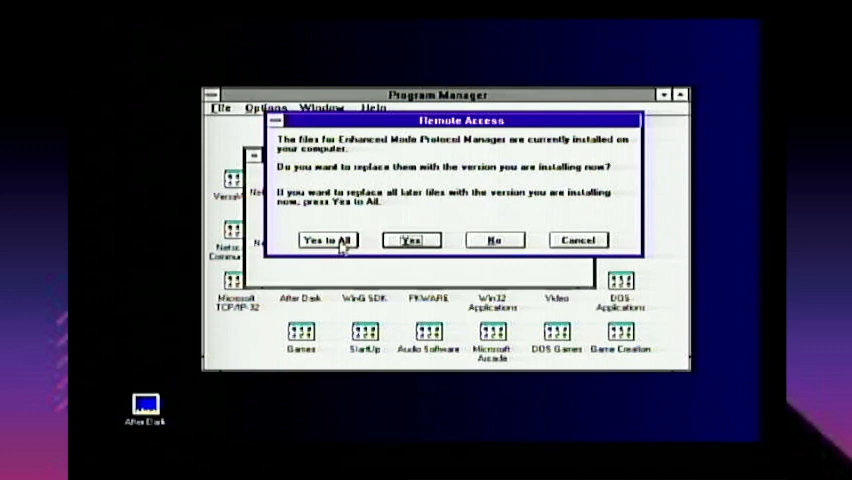 Program Manager
File Options Window Help
Remote Access
The files for Enhanced Mode Protocol Manager are currently installed on
your computer.
Do you want to replace them with the version you are installing now?
If you want to replace all later files with the version you are installing
now, press Yes to All.
Yes to All Yes No Cancel
Microsoft
TCP/IP-32
After Dark
WinG SDK
PKWARE
Win32
Applications
Video
DOS
Applications
Games
StartUp
Audio Software
Microsoft
Arcade
DOS Games
Game Creation
After Dark